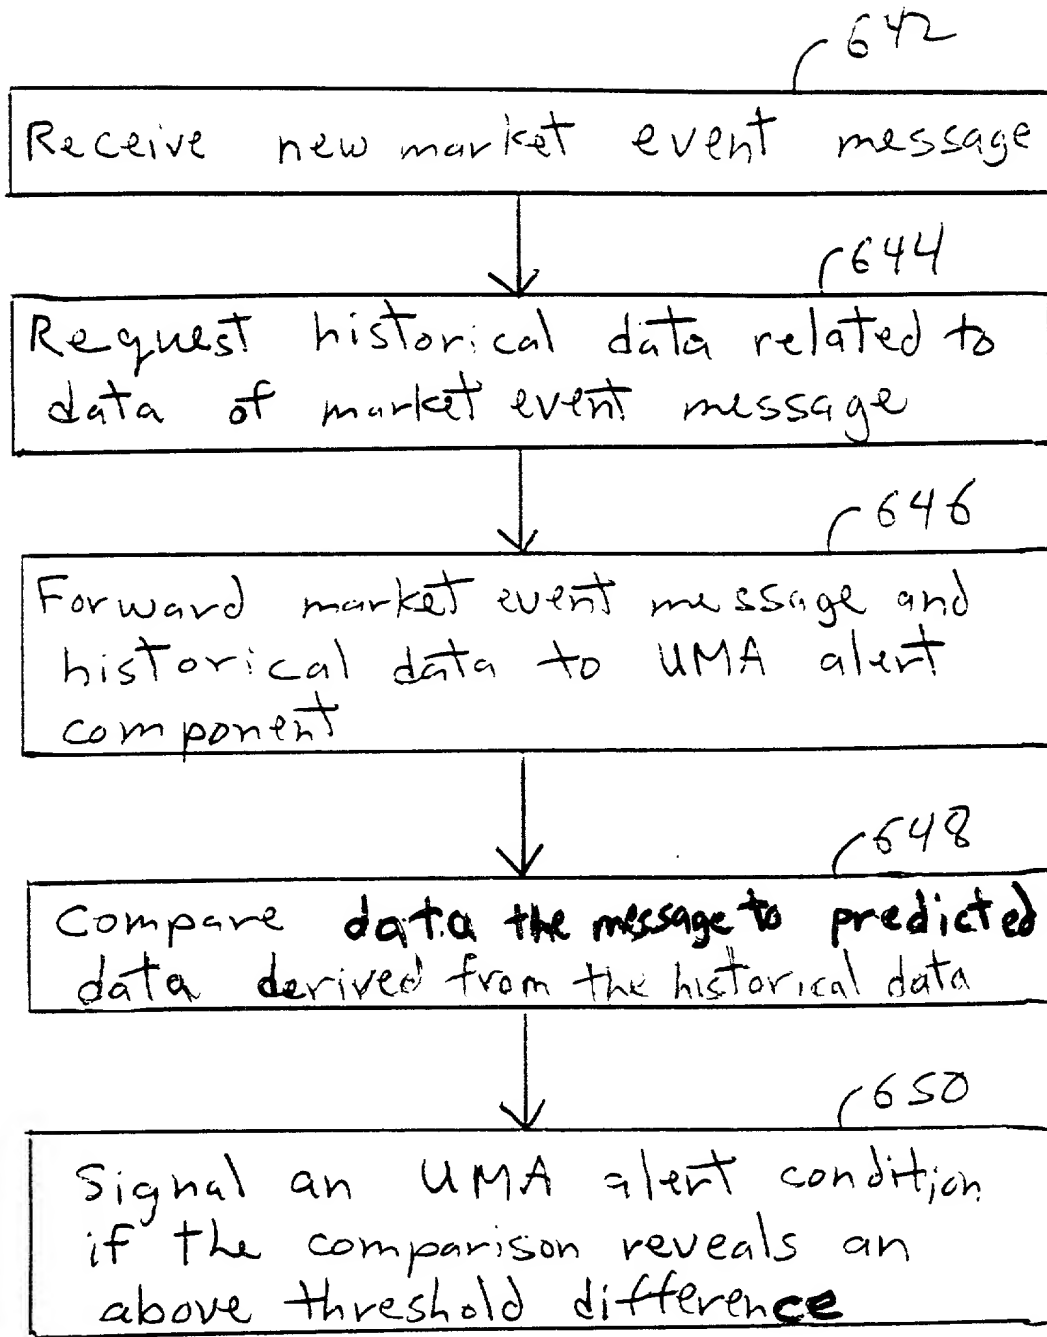 642
Receive new market event message
644
Request historical data related to
data of market event message
646
Forward market event message and
historical data to UMA alert
component
648
Compare data the message to predicted
data derived from the historical data
650
Signal an UMA alert condition
if the comparison reveals an
above threshold difference